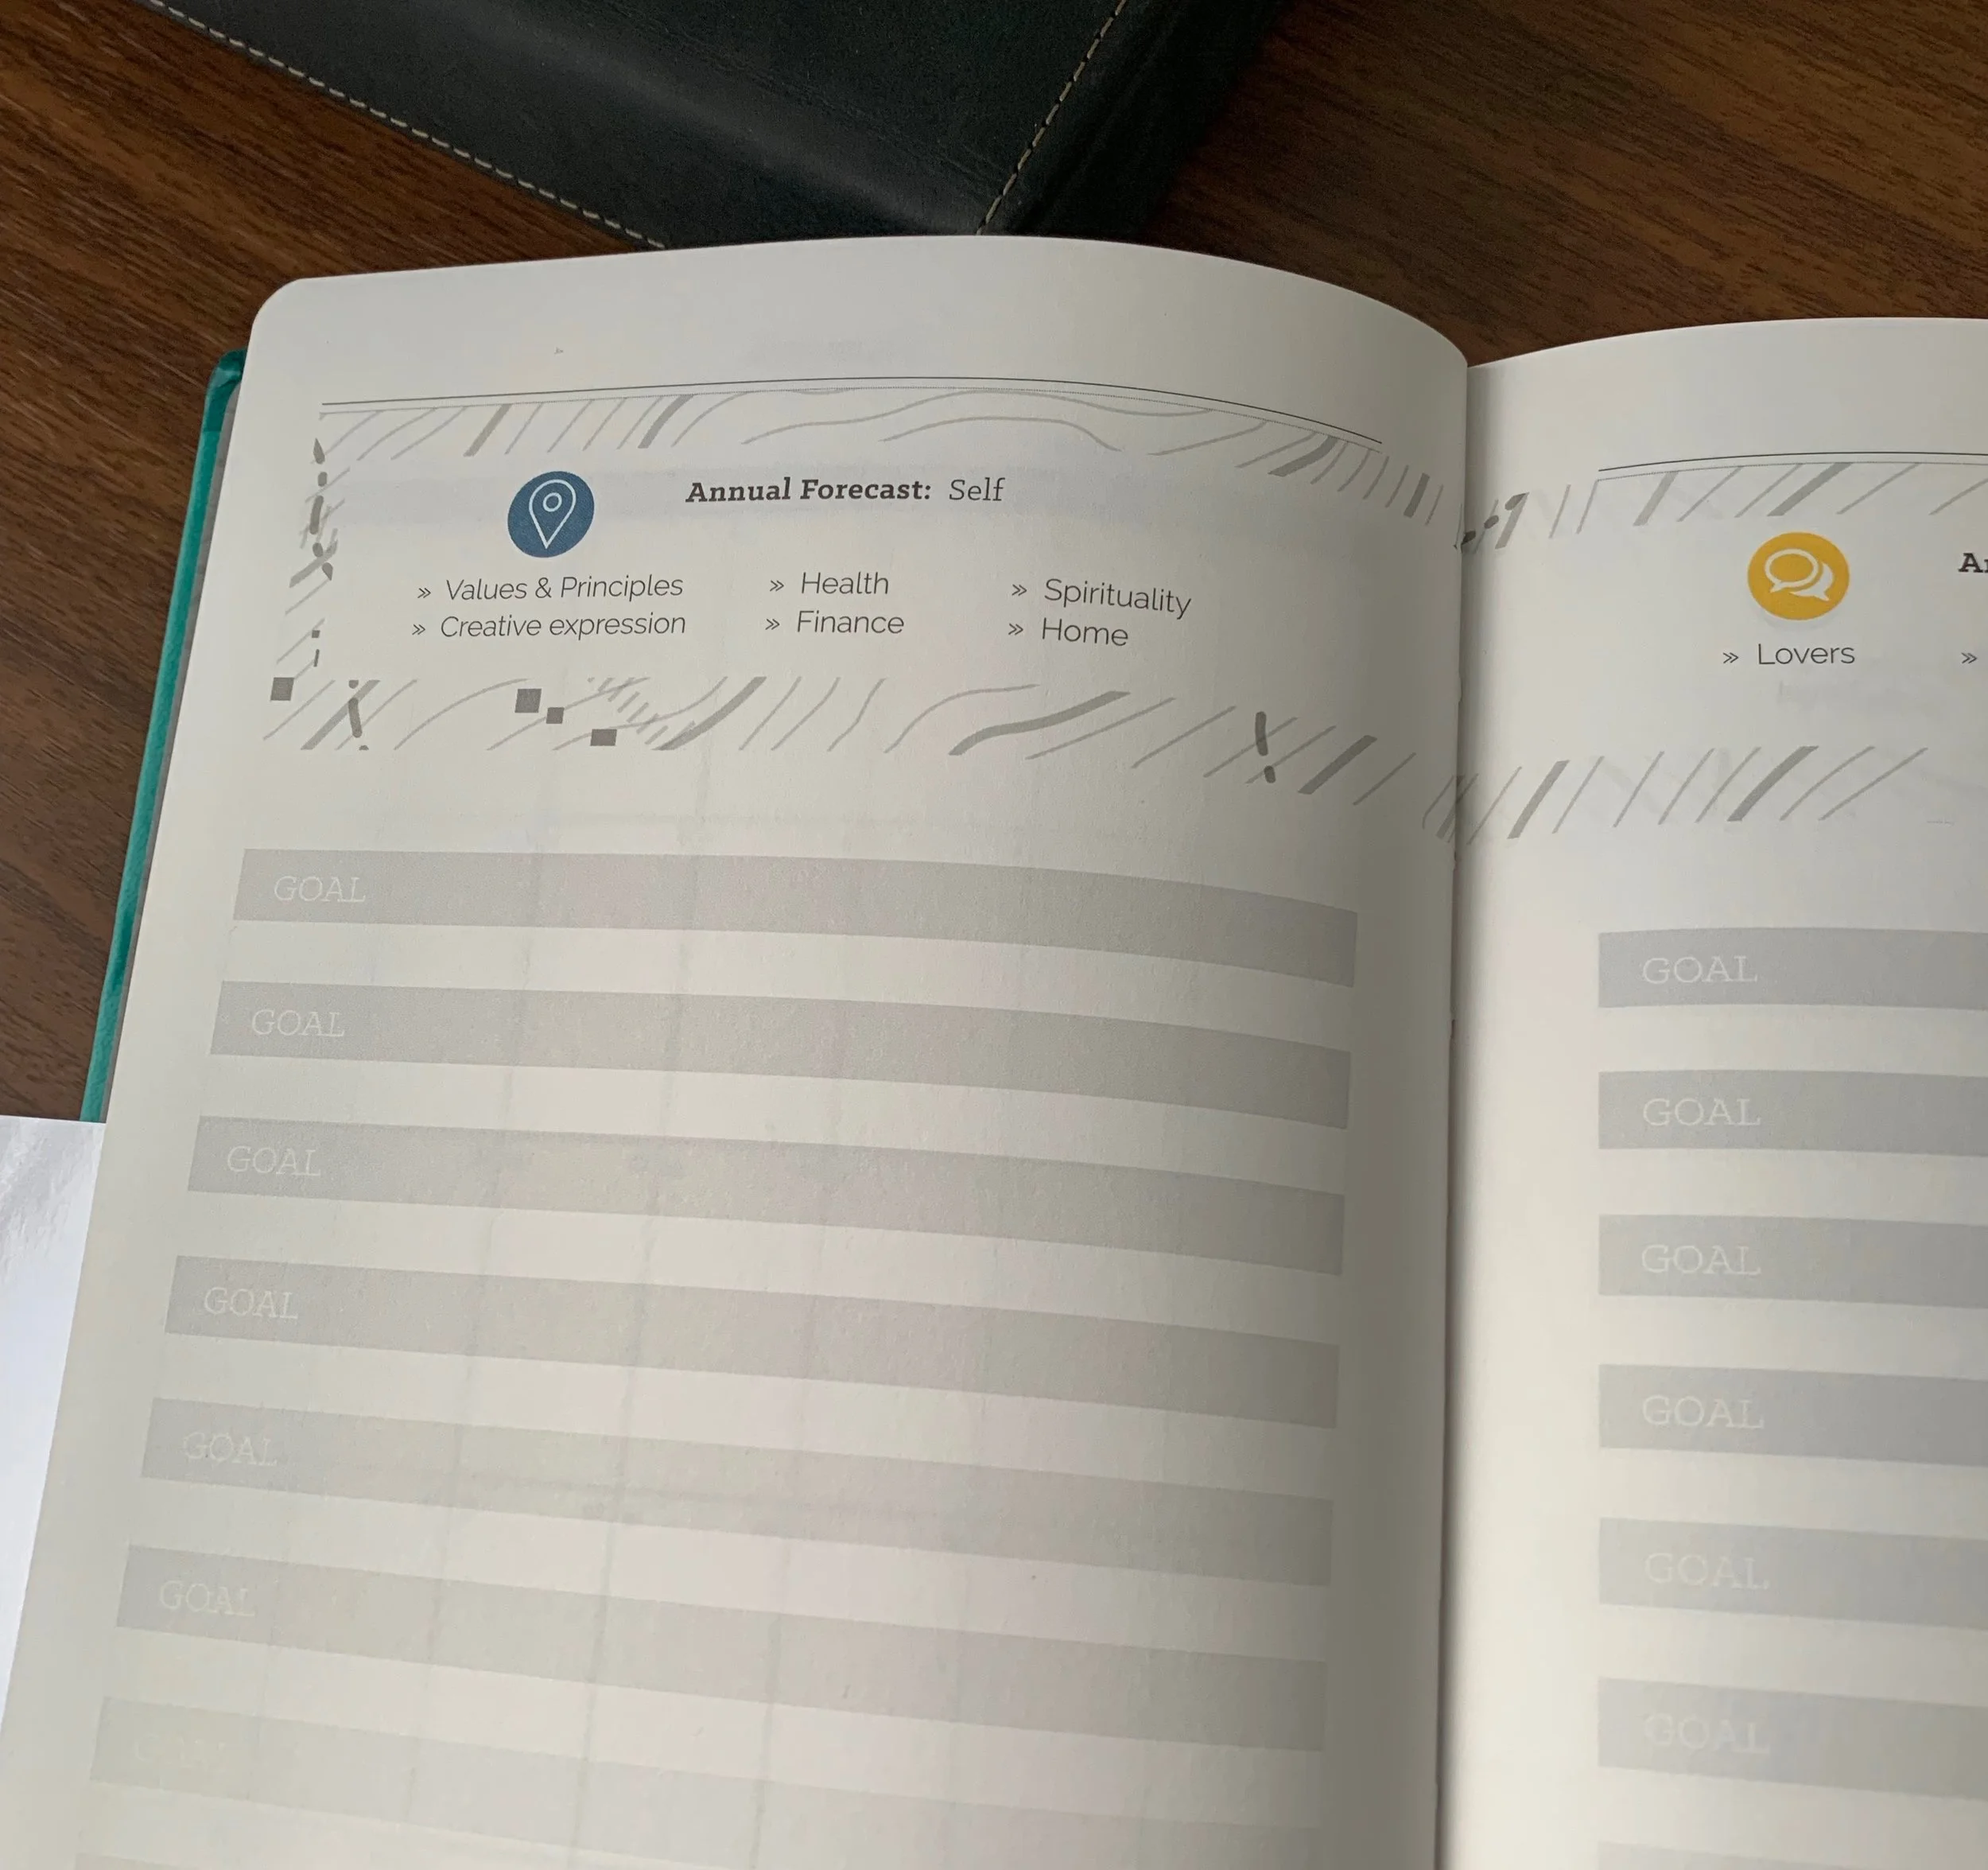 Annual Forecast: Self
» Values & Principles » Health » Spirituality
» Creative expression » Finance » Home
GOAL
GOAL
GOAL
GOAL
GOAL
GOAL
GOAL
» Lovers »
GOAL
GOAL
GOAL
GOAL
GOAL
GOAL